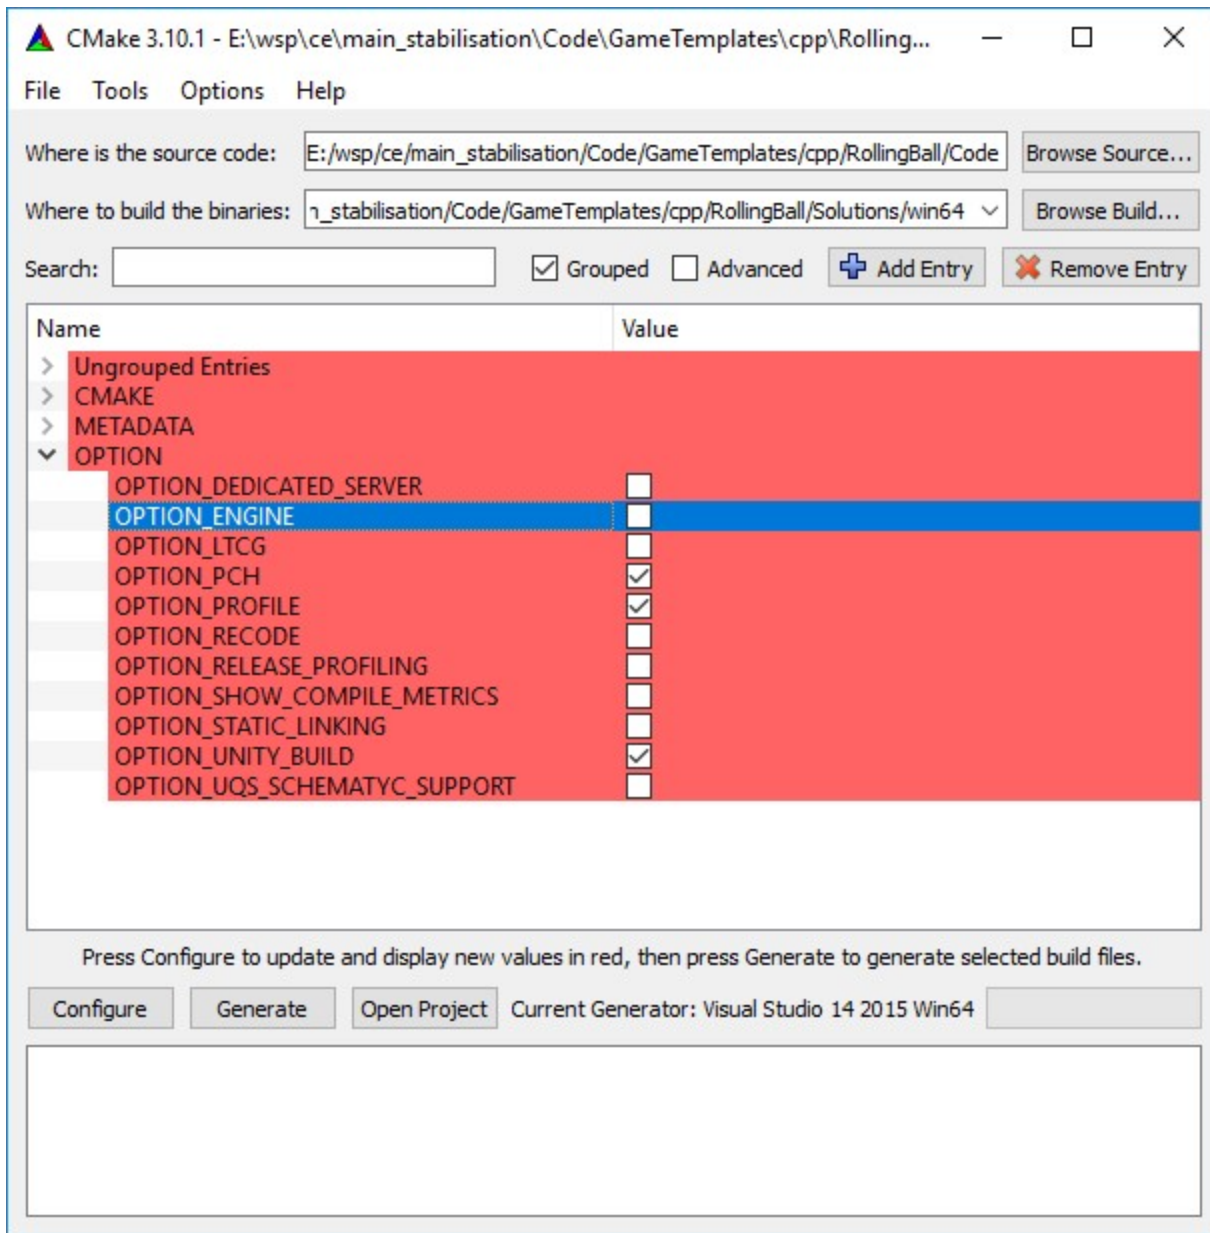 CMake 3.10.1 - E:\wsp\ce\main_stabilisation\Code\GameTemplates\cpp\Rolling...
File Tools Options Help
Where is the source code: E:/wsp/ce/main_stabilisation/Code/GameTemplates/cpp/RollingBall/Code Browse Source...
Where to build the binaries: n_stabilisation/Code/GameTemplates/cpp/RollingBall/Solutions/win64 Browse Build...
Search: Grouped Advanced Add Entry Remove Entry
Name Value
Ungrouped Entries
CMAKE
METADATA
OPTION
OPTION_DEDICATED_SERVER
OPTION_ENGINE
OPTION_LTCG
OPTION_PCH
OPTION_PROFILE
OPTION_RECODE
OPTION_RELEASE_PROFILING
OPTION_SHOW_COMPILE_METRICS
OPTION_STATIC_LINKING
OPTION_UNITY_BUILD
OPTION_UQS_SCHEMATYC_SUPPORT
Press Configure to update and display new values in red, then press Generate to generate selected build files.
Configure Generate Open Project Current Generator: Visual Studio 14 2015 Win64